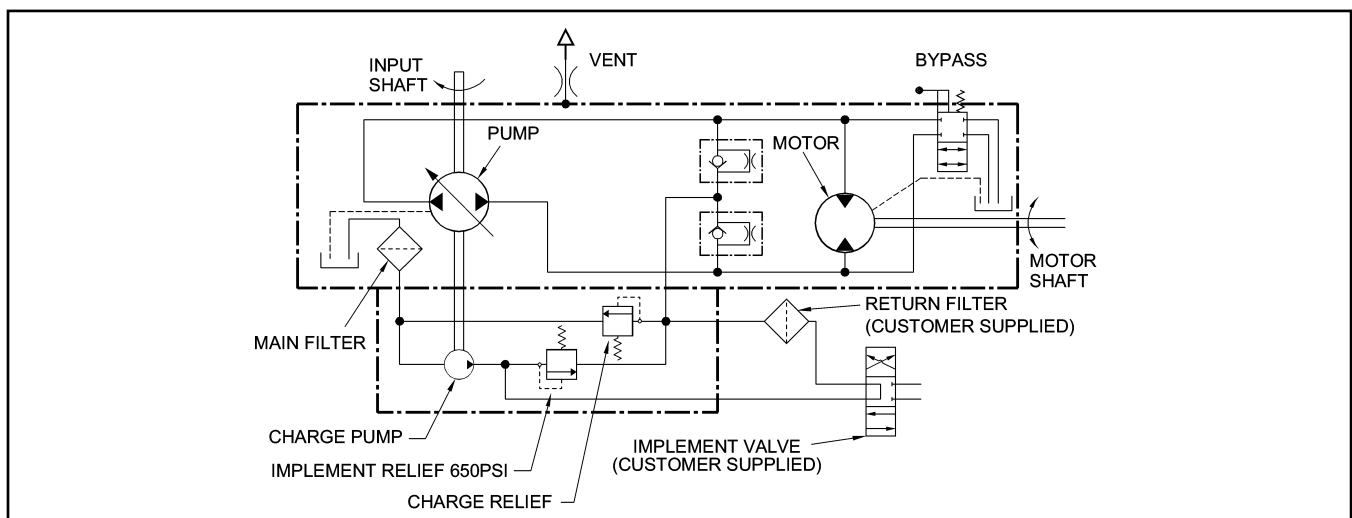 INPUT
SHAFT
VENT
BYPASS
PUMP
MOTOR
MOTOR
SHAFT
MAIN FILTER
RETURN FILTER
(CUSTOMER SUPPLIED)
CHARGE PUMP
IMPLEMENT VALVE
(CUSTOMER SUPPLIED)
IMPLEMENT RELIEF 650PSI
CHARGE RELIEF